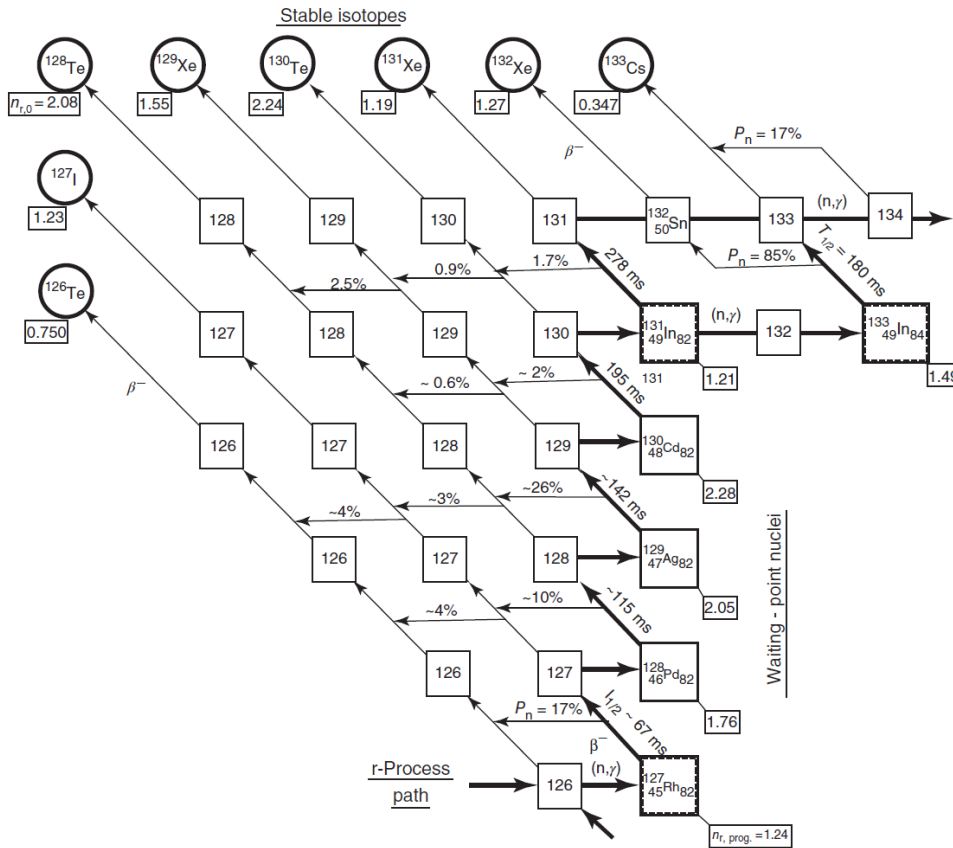 Stable isotopes
128Te 129Xe 130Te 131Xe 132Xe 133Cs
nr,0 = 2.08 1.55 2.24 1.19 1.27 0.347
Pn = 17%
β−
127I
1.23
128 129 130 131 132 50Sn 133 (n,γ) 134
278 ms Pn = 85% T1/2 = 180 ms
1.7%
0.9%
2.5%
126Te
0.750
127 128 129 130 131 49In82 (n,γ) 132 133 49In84
131 1.21 1.49
β−
~ 2%
~ 0.6%
195 ms
126 127 128 129 130 48Cd82
2.28
~26%
~3%
~4%
~142 ms
126 127 128 129 47Ag82
2.05
~10%
~4%
~115 ms
126 127 128 46Pd82
1.76
Waiting - point nuclei
Pn = 17%
I1/2 ~ 67 ms
β−
(n,γ)
r-Process
path
126 127 45Rh82
nr, prog. = 1.24